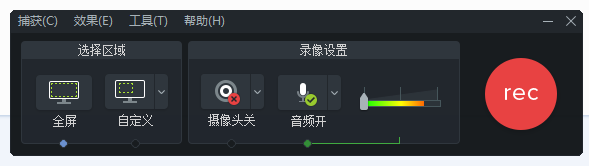 捕获(C) 效果(E) 工具(T) 帮助(H)
选择区域 录像设置
全屏 自定义 摄像头关 音频开
rec